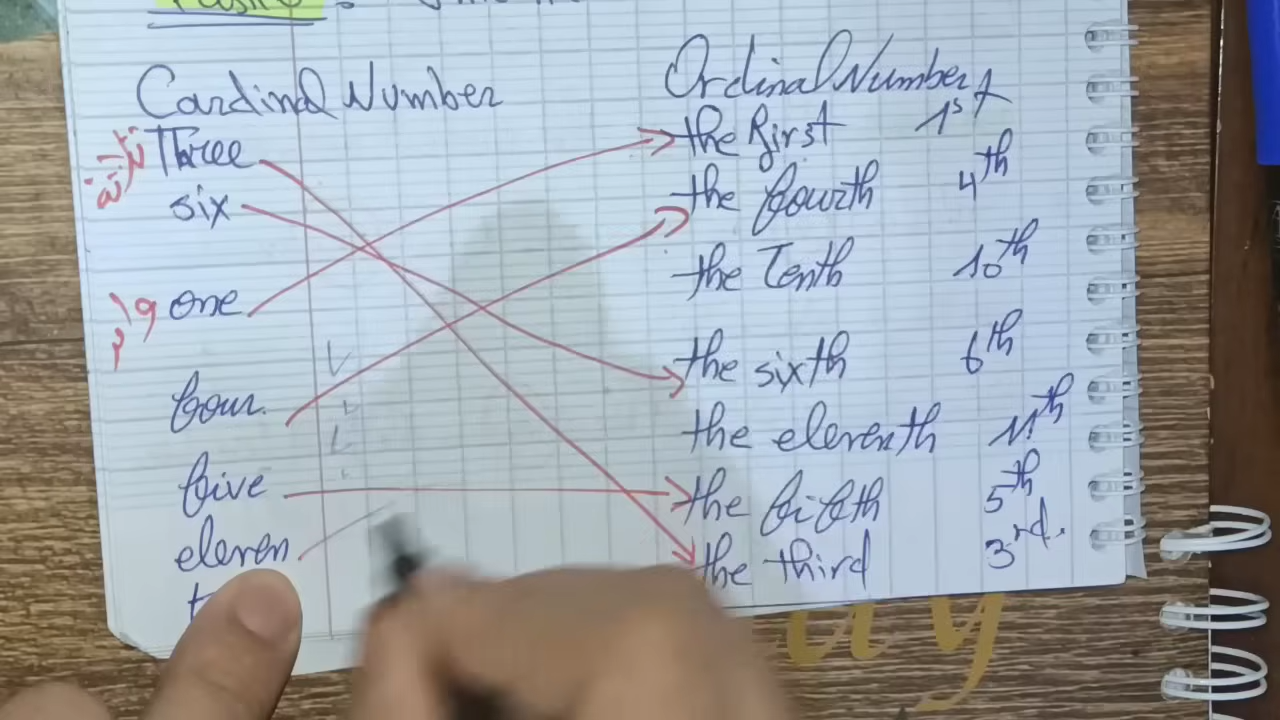 Cardinal Number
Ordinal Number
Three
the first 1st
six
the fourth 4th
the Tenth 10th
one
the sixth 6th
four.
the eleventh 11th
five
the fifth 5th
eleven
the third 3rd.